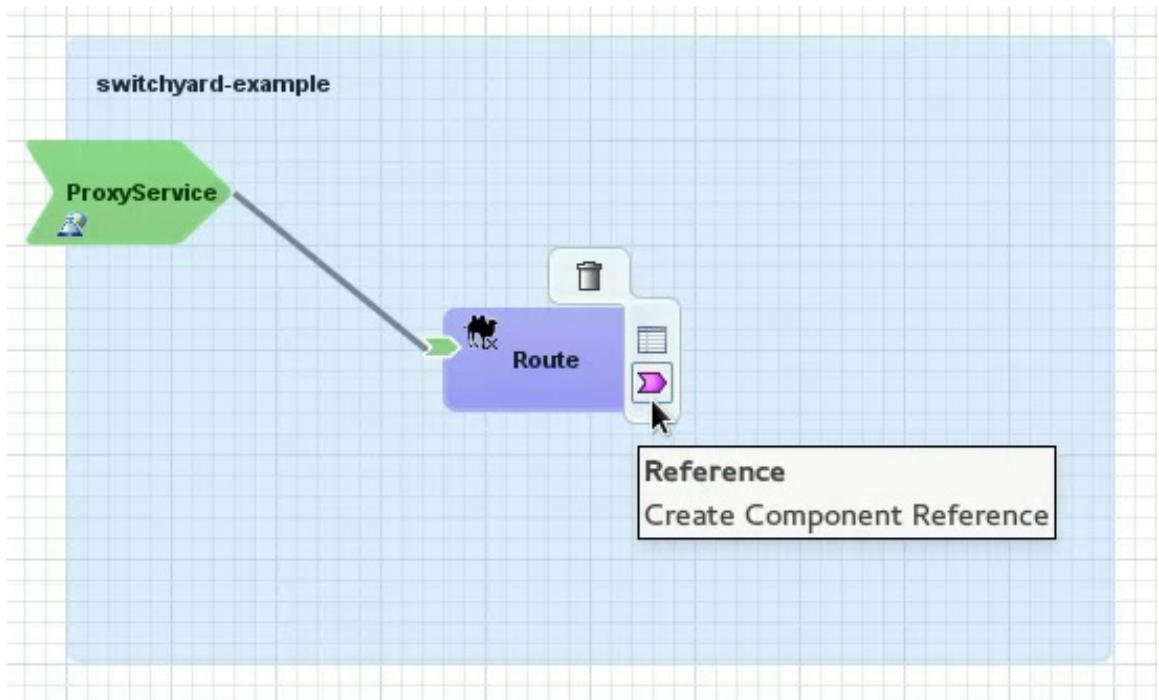 switchyard-example
ProxyService
Route
Reference
Create Component Reference